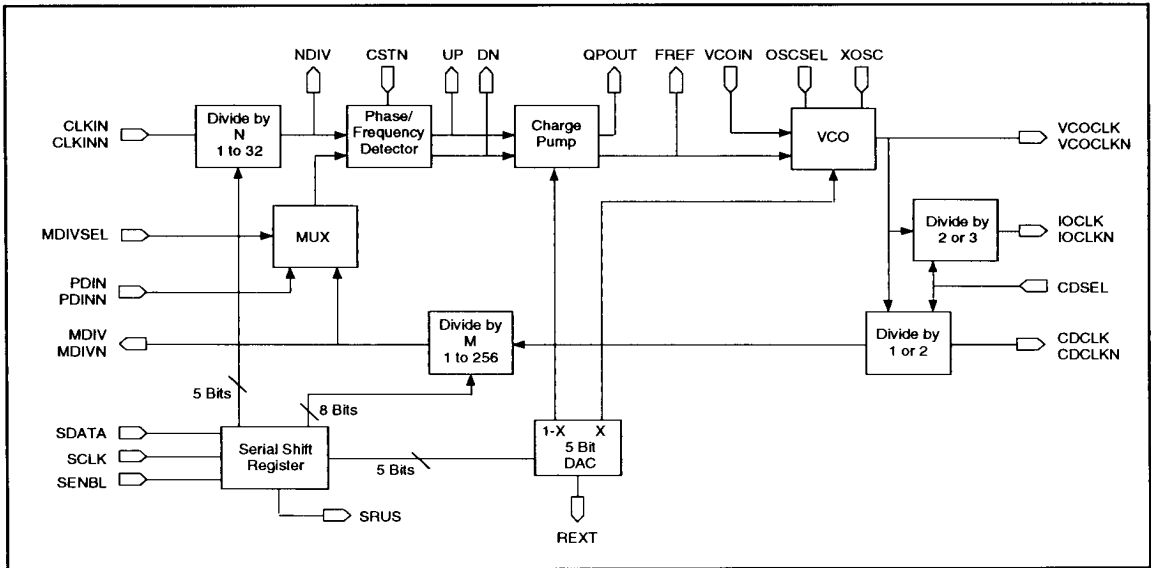 NDIV
CSTN
UP
DN
QPOUT
FREF
VCOIN
OSCSEL
XOSC
CLKIN
CLKINN
Divide by
N
1 to 32
Phase/
Frequency
Detector
Charge
Pump
VCO
VCOCLK
VCOCLKN
MDIVSEL
MUX
Divide by
2 or 3
IOCLK
IOCLKN
PDIN
PDINN
CDSEL
MDIV
MDIVN
Divide by
M
1 to 256
Divide by
1 or 2
CDCLK
CDCLKN
5 Bits
8 Bits
SDATA
SCLK
SENBL
Serial Shift
Register
5 Bits
1-X X
5 Bit
DAC
SRUS
REXT